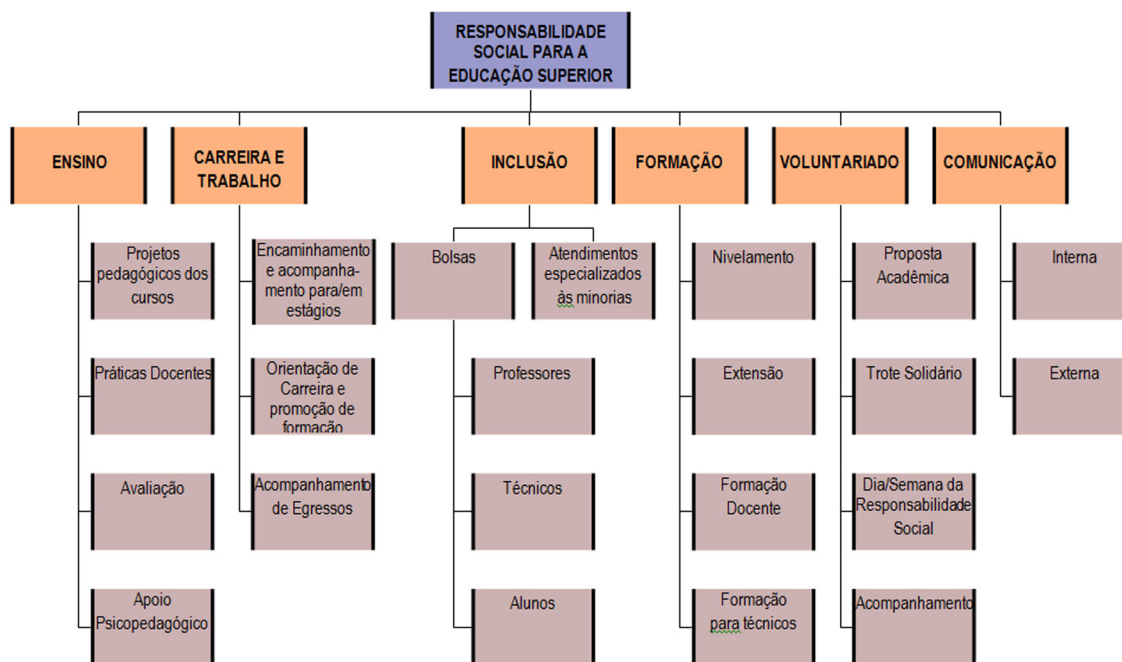 RESPONSABILIDADE
SOCIAL PARA A
EDUCAÇÃO SUPERIOR
ENSINO
CARREIRA E
TRABALHO
INCLUSÃO
FORMAÇÃO
VOLUNTARIADO
COMUNICAÇÃO
Projetos
pedagógicos dos
cursos
Práticas Docentes
Avaliação
Apoio
Psicopedagógico
Encaminhamento
e acompanha-
mento para/em
estágios
Orientação de
Carreira e
promoção de
formação
Acompanhamento
de Egressos
Bolsas
Atendimentos
especializados
às minorias
Professores
Técnicos
Alunos
Nivelamento
Extensão
Formação
Docente
Formação
para técnicos
Proposta
Acadêmica
Trote Solidário
Dia/Semana da
Responsabilidade
Social
Acompanhamento
Interna
Externa